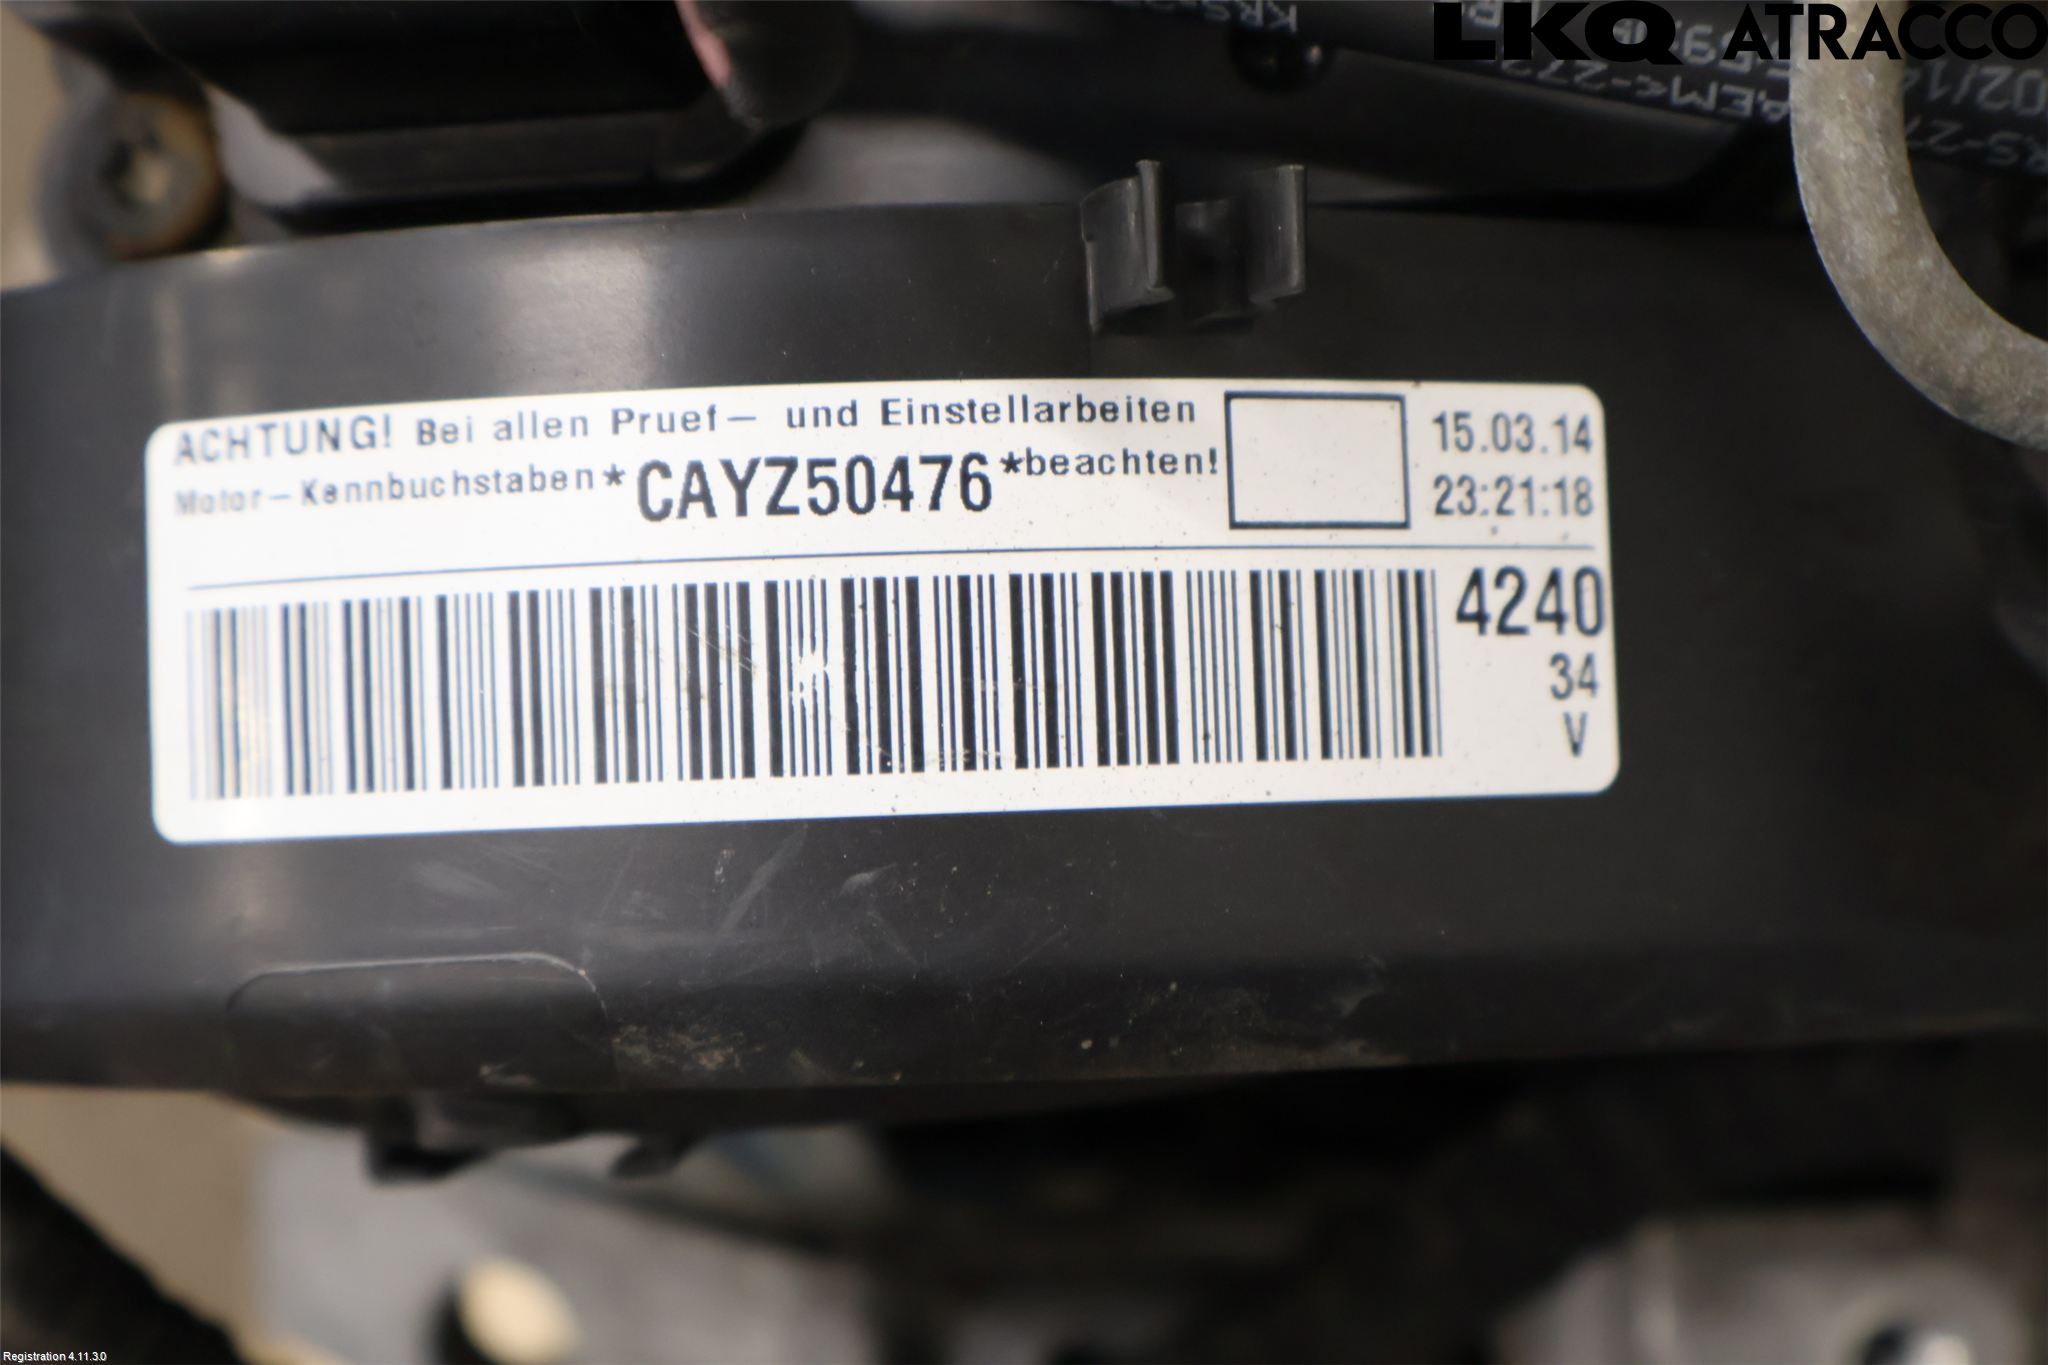 LKQ ATRACCO
ACHTUNG! Bei allen Pruef– und Einstellarbeiten
Motor–Kennbuchstaben*CAYZ50476*beachten!
15.03.14
23:21:18
4240
34
V
Registration 4.11.3.0